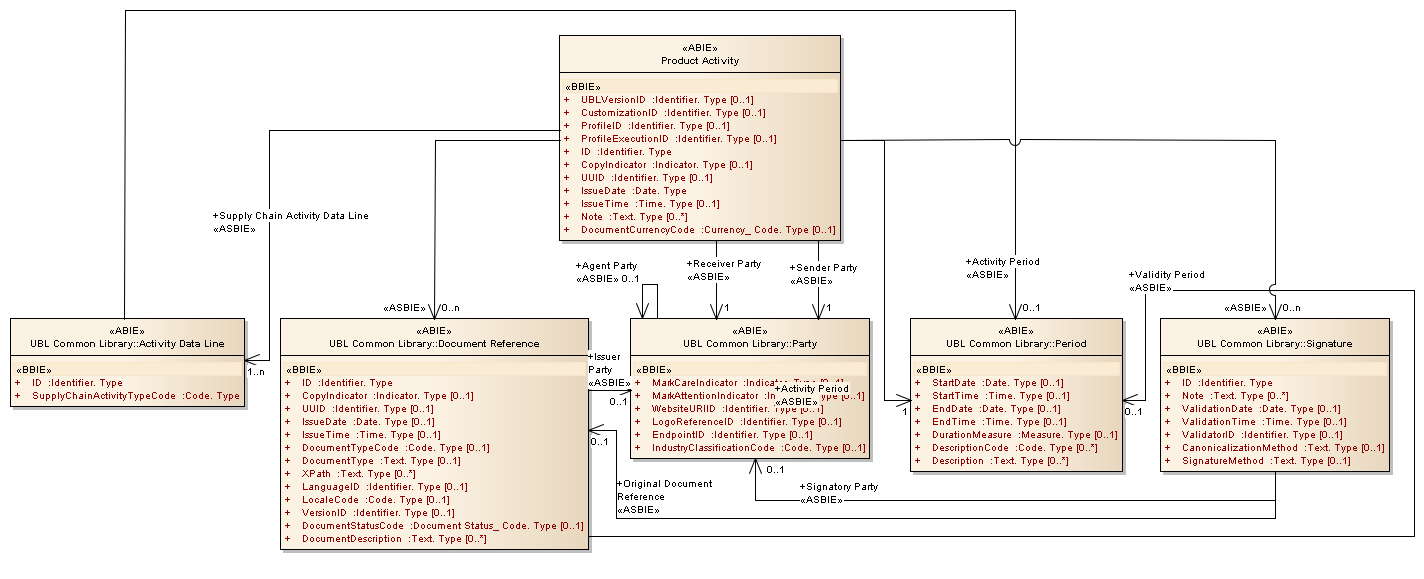 «ABIE»
Product Activity
«BBIE»
+ UBLVersionID :Identifier. Type [0..1]
+ CustomizationID :Identifier. Type [0..1]
+ ProfileID :Identifier. Type [0..1]
+ ProfileExecutionID :Identifier. Type [0..1]
+ ID :Identifier. Type
+ CopyIndicator :Indicator. Type [0..1]
+ UUID :Identifier. Type [0..1]
+ IssueDate :Date. Type
+ IssueTime :Time. Type [0..1]
+ Note :Text. Type [0..*]
+ DocumentCurrencyCode :Currency_ Code. Type [0..1]
+Supply Chain Activity Data Line
«ASBIE»
1..n
«ASBIE»
0..n
+Agent Party
«ASBIE» 0..1
+Receiver Party
«ASBIE»
1
+Sender Party
«ASBIE»
1
+Activity Period
«ASBIE»
0..1
+Validity Period
«ASBIE»
0..1
«ASBIE»
0..n
«ABIE»
UBL Common Library::Activity Data Line
«BBIE»
+ ID :Identifier. Type
+ SupplyChainActivityTypeCode :Code. Type
«ABIE»
UBL Common Library::Document Reference
«BBIE»
+ ID :Identifier. Type
+ CopyIndicator :Indicator. Type [0..1]
+ UUID :Identifier. Type [0..1]
+ IssueDate :Date. Type [0..1]
+ IssueTime :Time. Type [0..1]
+ DocumentTypeCode :Code. Type [0..1]
+ DocumentType :Text. Type [0..1]
+ XPath :Text. Type [0..*]
+ LanguageID :Identifier. Type [0..1]
+ LocaleCode :Code. Type [0..1]
+ VersionID :Identifier. Type [0..1]
+ DocumentStatusCode :Document Status_ Code. Type [0..1]
+ DocumentDescription :Text. Type [0..*]
+Issuer
Party
«ASBIE»
0..1
0..1
+Original Document
Reference
«ASBIE»
«ABIE»
UBL Common Library::Party
«BBIE»
+ MarkCareIndicator :Indicator. Type [0..1]
+ MarkAttentionIndicator :In
+ WebsiteURIID :Identifier. Type [0..1]
+ LogoReferenceID :Identifier. Type [0..1]
+ EndpointID :Identifier. Type [0..1]
+ IndustryClassificationCode :Code. Type [0..1]
+Activity Period
«ASBIE»
1
0..1
+Signatory Party
«ASBIE»
«ABIE»
UBL Common Library::Period
«BBIE»
+ StartDate :Date. Type [0..1]
+ StartTime :Time. Type [0..1]
+ EndDate :Date. Type [0..1]
+ EndTime :Time. Type [0..1]
+ DurationMeasure :Measure. Type [0..1]
+ DescriptionCode :Code. Type [0..*]
+ Description :Text. Type [0..*]
«ABIE»
UBL Common Library::Signature
«BBIE»
+ ID :Identifier. Type
+ Note :Text. Type [0..*]
+ ValidationDate :Date. Type [0..1]
+ ValidationTime :Time. Type [0..1]
+ ValidatorID :Identifier. Type [0..1]
+ CanonicalizationMethod :Text. Type [0..1]
+ SignatureMethod :Text. Type [0..1]